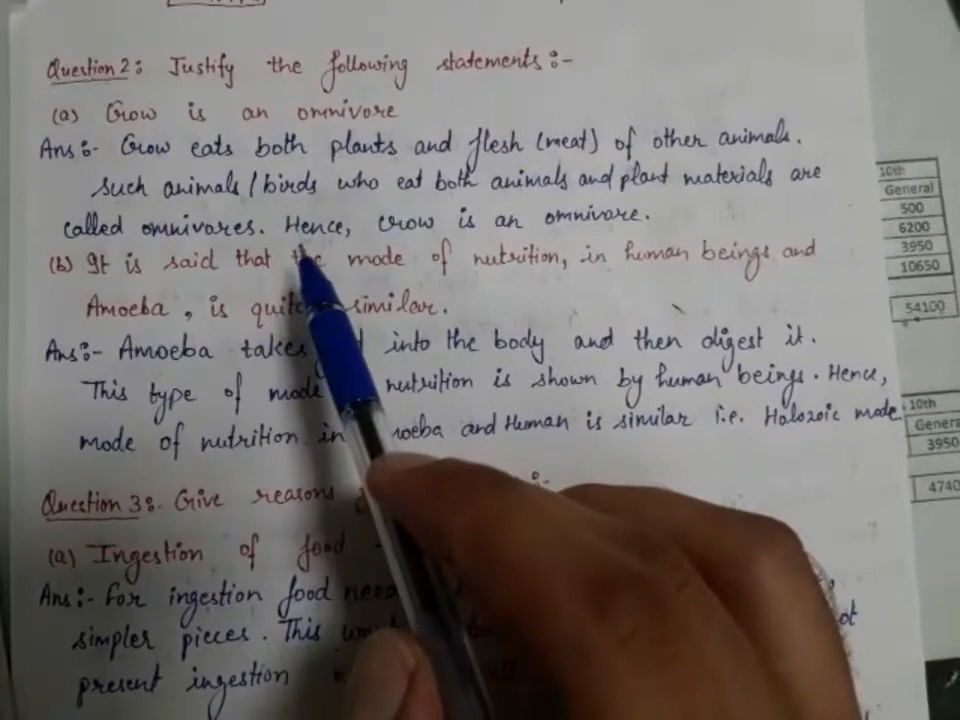 Question 2: Justify the following statements:-
(a) Crow is an omnivore
Ans:- Crow eats both plants and flesh (meat) of other animals.
Such animals/birds who eat both animals and plant materials are
called omnivores. Hence, crow is an omnivore.
(b) It is said that the mode of nutrition, in human beings and
Amoeba, is quite similar.
Ans:- Amoeba takes into the body and then digest it.
This type of mode nutrition is shown by human beings. Hence,
mode of nutrition in moeba and Human is similar i.e. Holozoic mode.
Question 3:- Give reasons
(a) Ingestion of food -
Ans:- For ingestion food need
simpler pieces. This
present ingestion
10th
General
500
6200
3950
10650
54100
10th
Genera
3950
4740